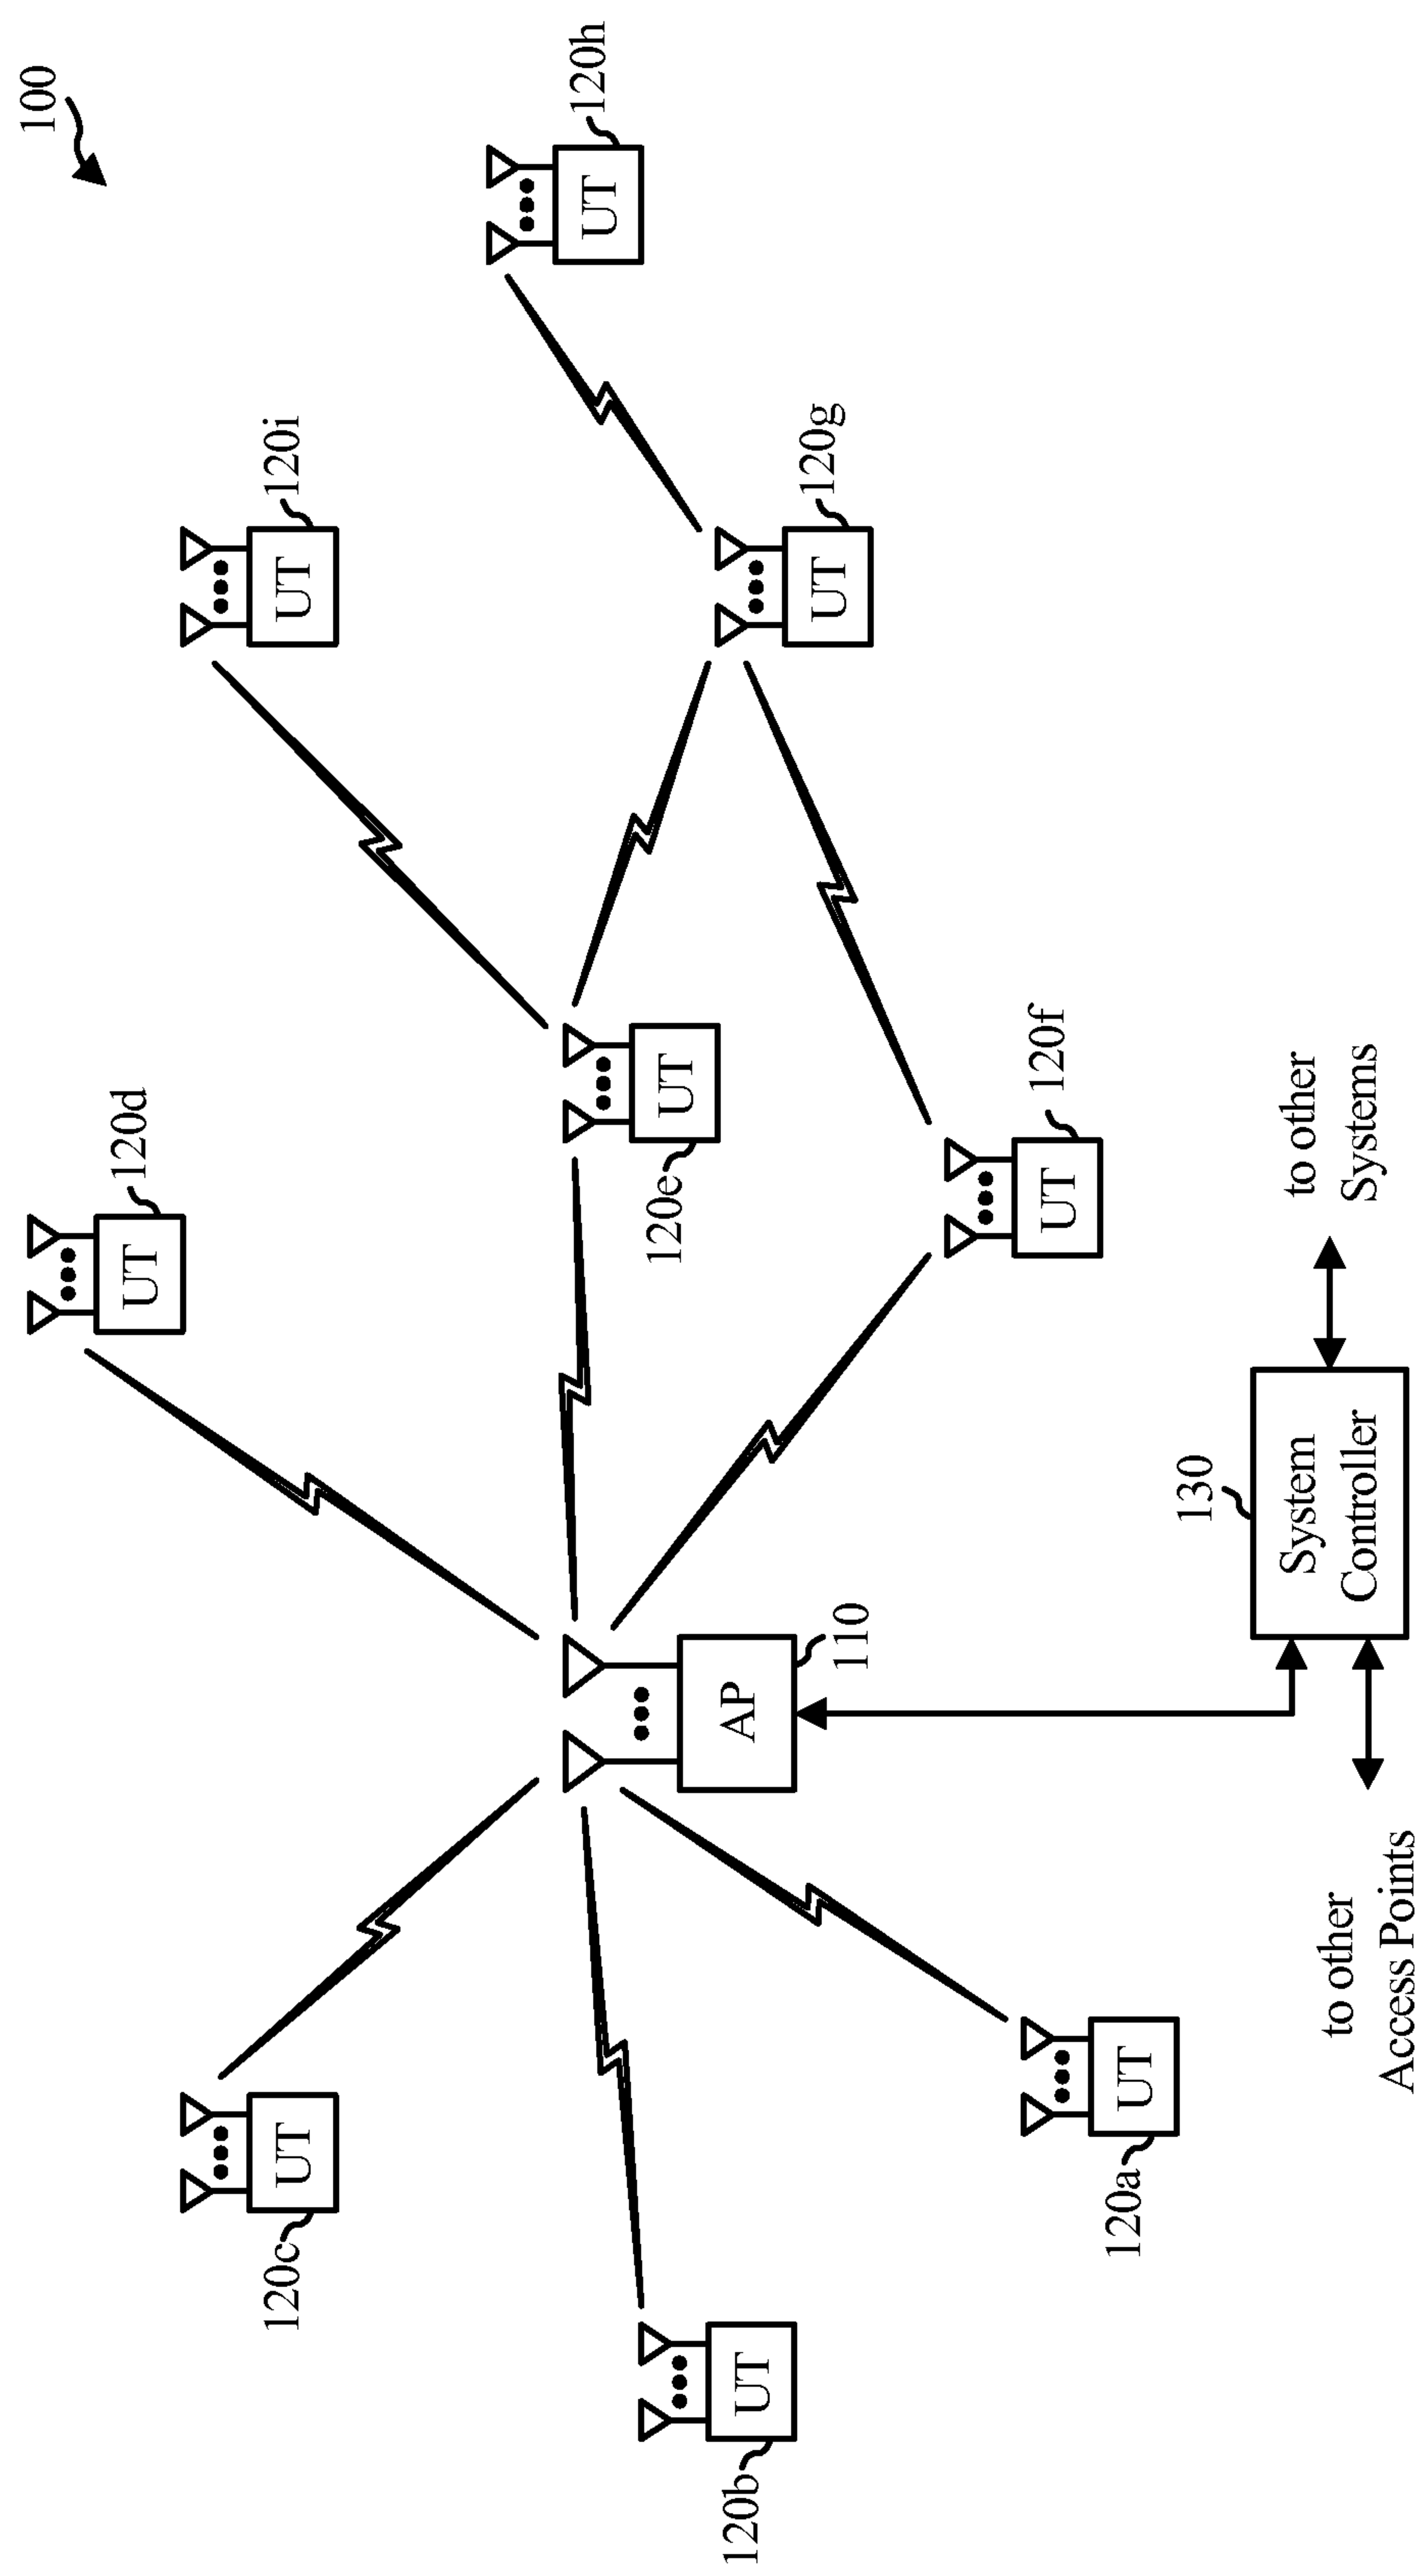 100
120d
UT
120i
UT
120h
UT
120c
UT
120e
UT
AP
110
120g
UT
120b
UT
120f
UT
120a
UT
130
System
Controller
to other
Systems
to other
Access Points